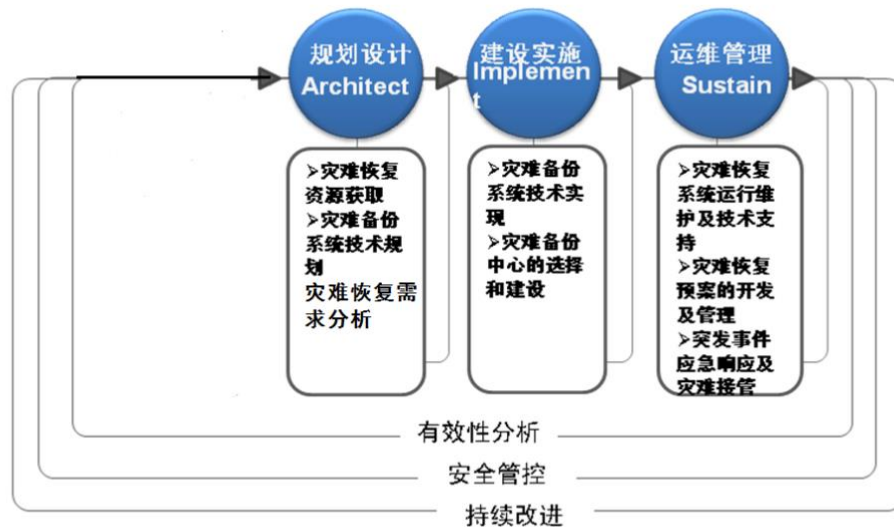 规划设计
Architect
建设实施
Implemen
t
运维管理
Sustain
➢灾难恢复
资源获取
➢灾难备份
系统技术规
划
灾难恢复需
求分析
➢灾难备份
系统技术实
现
➢灾难备份
中心的选择
和建设
➢灾难恢复
系统运行维
护及技术支
持
➢灾难恢复
预案的开发
及管理
➢突发事件
应急响应及
灾难接管
有效性分析
安全管控
持续改进